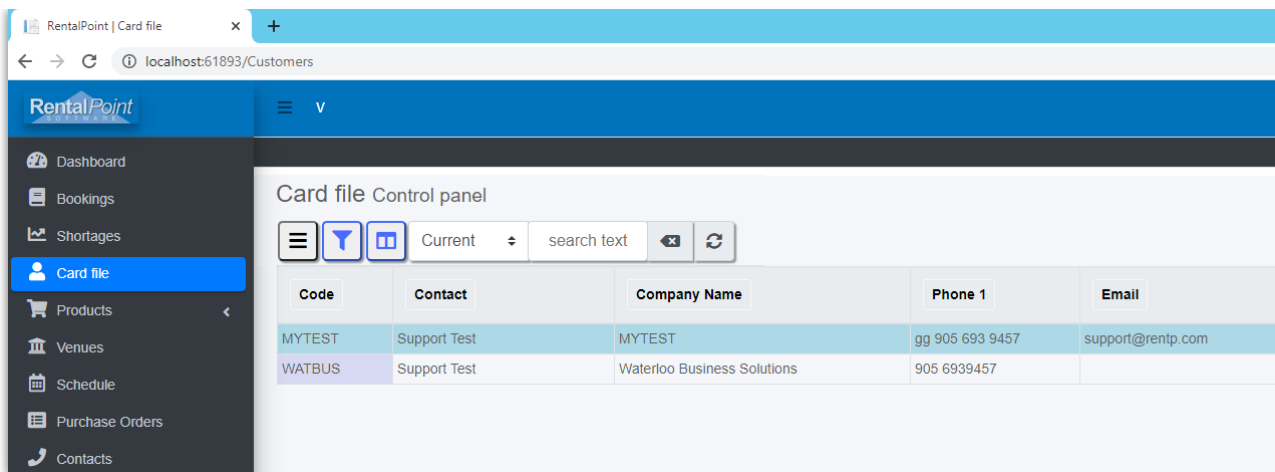 RentalPoint | Card file
localhost:61893/Customers
RentalPoint
SOFTWARE
V
Dashboard
Bookings
Shortages
Card file
Products
Venues
Schedule
Purchase Orders
Contacts
Card file Control panel
Current search text
Code Contact Company Name Phone 1 Email
MYTEST Support Test MYTEST gg 905 693 9457 support@rentp.com
WATBUS Support Test Waterloo Business Solutions 905 6939457